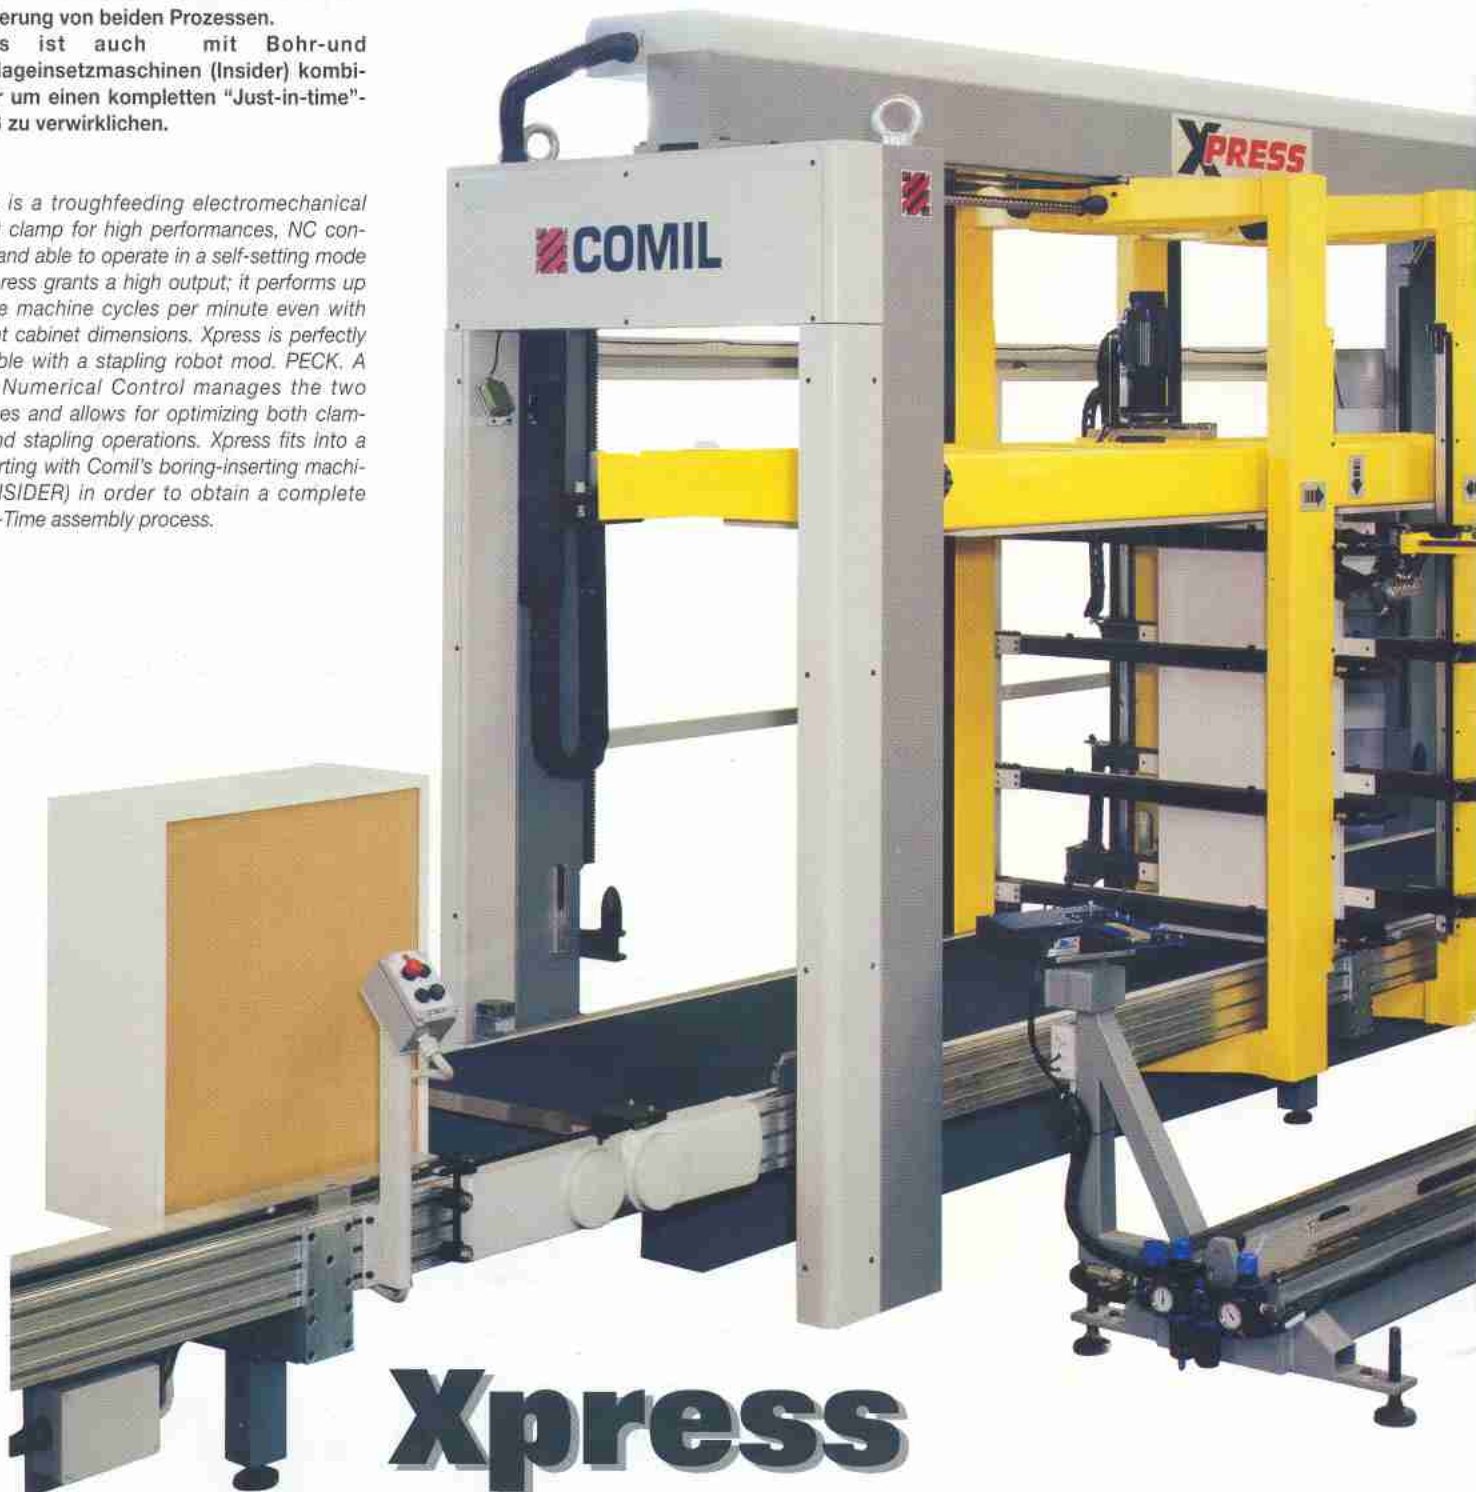 erung von beiden Prozessen.
s ist auch mit Bohr-und
lageinsetzmaschinen (Insider) kombi-
r um einen kompletten “Just-in-time”-
zu verwirklichen.
is a troughfeeding electromechanical
clamp for high performances, NC con-
and able to operate in a self-setting mode
ress grants a high output; it performs up
e machine cycles per minute even with
nt cabinet dimensions. Xpress is perfectly
ble with a stapling robot mod. PECK. A
Numerical Control manages the two
es and allows for optimizing both clam-
nd stapling operations. Xpress fits into a
rting with Comil's boring-inserting machi-
NSIDER) in order to obtain a complete
-Time assembly process.
XPRESS
COMIL
Xpress